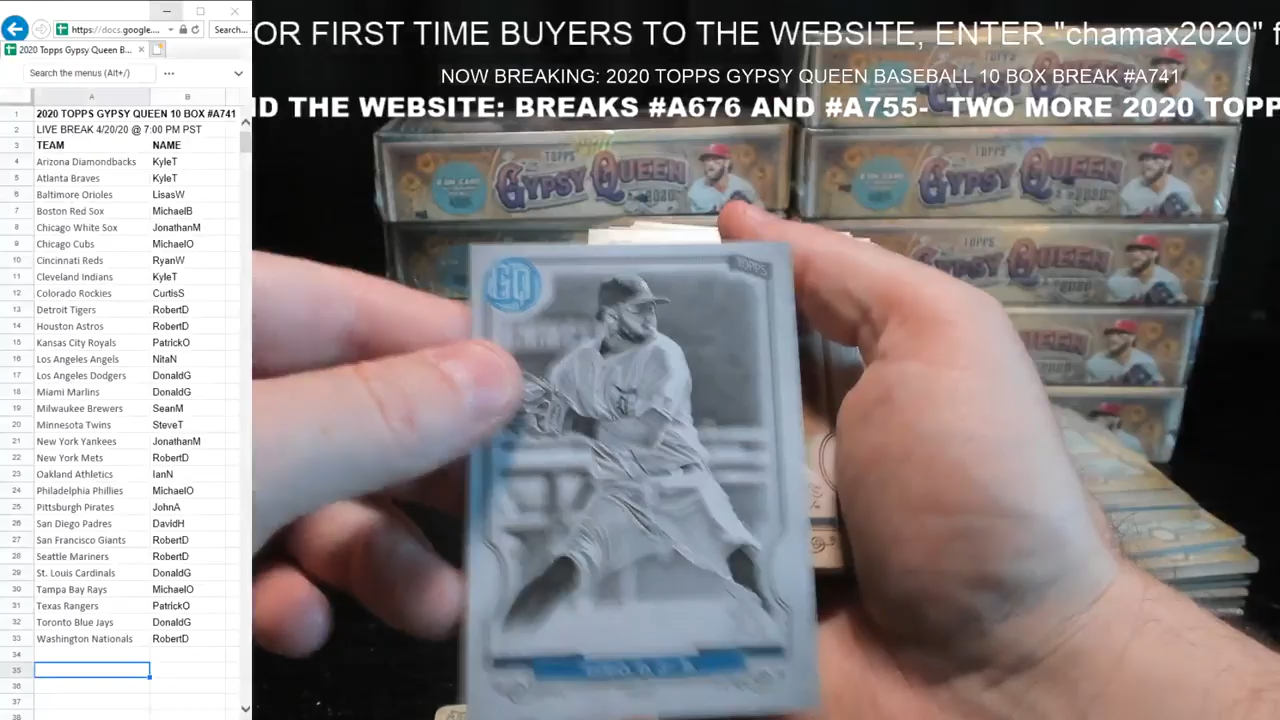 https://docs.google....
Search...
2020 Topps Gypsy Queen B...
Search the menus (Alt+/)
A B
1 2020 TOPPS GYPSY QUEEN 10 BOX #A741
2 LIVE BREAK 4/20/20 @ 7:00 PM PST
3 TEAM NAME
4 Arizona Diamondbacks KyleT
5 Atlanta Braves KyleT
6 Baltimore Orioles LisasW
7 Boston Red Sox MichaelB
8 Chicago White Sox JonathanM
9 Chicago Cubs MichaelO
10 Cincinnati Reds RyanW
11 Cleveland Indians KyleT
12 Colorado Rockies CurtisS
13 Detroit Tigers RobertD
14 Houston Astros RobertD
15 Kansas City Royals PatrickO
16 Los Angeles Angels NitaN
17 Los Angeles Dodgers DonaldG
18 Miami Marlins DonaldG
19 Milwaukee Brewers SeanM
20 Minnesota Twins SteveT
21 New York Yankees JonathanM
22 New York Mets RobertD
23 Oakland Athletics IanN
24 Philadelphia Phillies MichaelO
25 Pittsburgh Pirates JohnA
26 San Diego Padres DavidH
27 San Francisco Giants RobertD
28 Seattle Mariners RobertD
29 St. Louis Cardinals DonaldG
30 Tampa Bay Rays MichaelO
31 Texas Rangers PatrickO
32 Toronto Blue Jays DonaldG
33 Washington Nationals RobertD
34
35
36
37
38
OR FIRST TIME BUYERS TO THE WEBSITE, ENTER "chamax2020" f
NOW BREAKING: 2020 TOPPS GYPSY QUEEN BASEBALL 10 BOX BREAK #A741
ND THE WEBSITE: BREAKS #A676 AND #A755- TWO MORE 2020 TOPP
TOPPS
GYPSY QUEEN
2020
TOPPS
GYPSY QUEEN
2020
GYPSY QUEEN
QUEEN
GQ
TOPPS